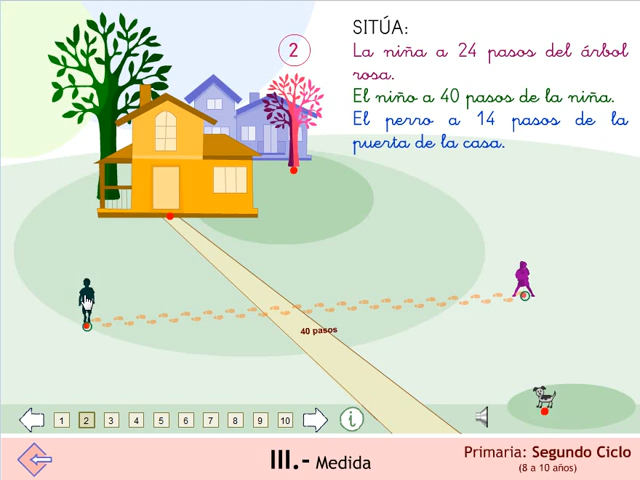 SITÚA:
2
La niña a 24 pasos del árbol
rosa.
El niño a 40 pasos de la niña.
El perro a 14 pasos de la
puerta de la casa.
40 pasos
1 2 3 4 5 6 7 8 9 10 i
III.- Medida
Primaria: Segundo Ciclo
(8 a 10 años)